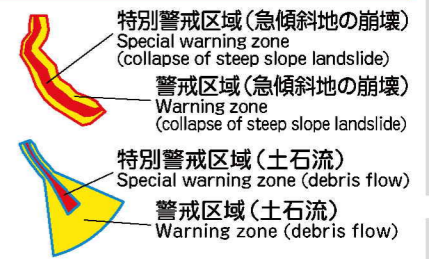 特別警戒区域（急傾斜地の崩壊）
Special warning zone
(collapse of steep slope landslide)
警戒区域（急傾斜地の崩壊）
Warning zone
(collapse of steep slope landslide)
特別警戒区域（土石流）
Special warning zone (debris flow)
警戒区域（土石流）
Warning zone (debris flow)